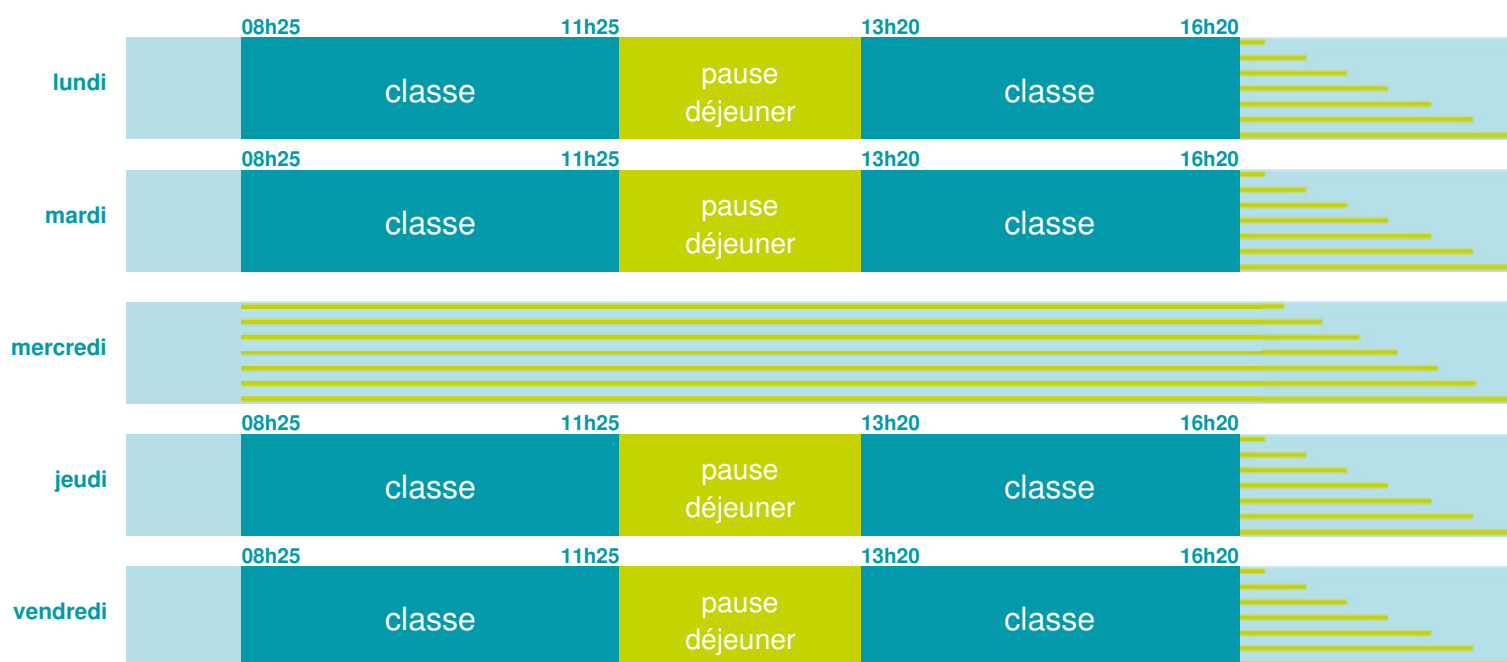 08h25 11h25 13h20 16h20
lundi classe pause déjeuner classe
08h25 11h25 13h20 16h20
mardi classe pause déjeuner classe
mercredi
08h25 11h25 13h20 16h20
jeudi classe pause déjeuner classe
08h25 11h25 13h20 16h20
vendredi classe pause déjeuner classe